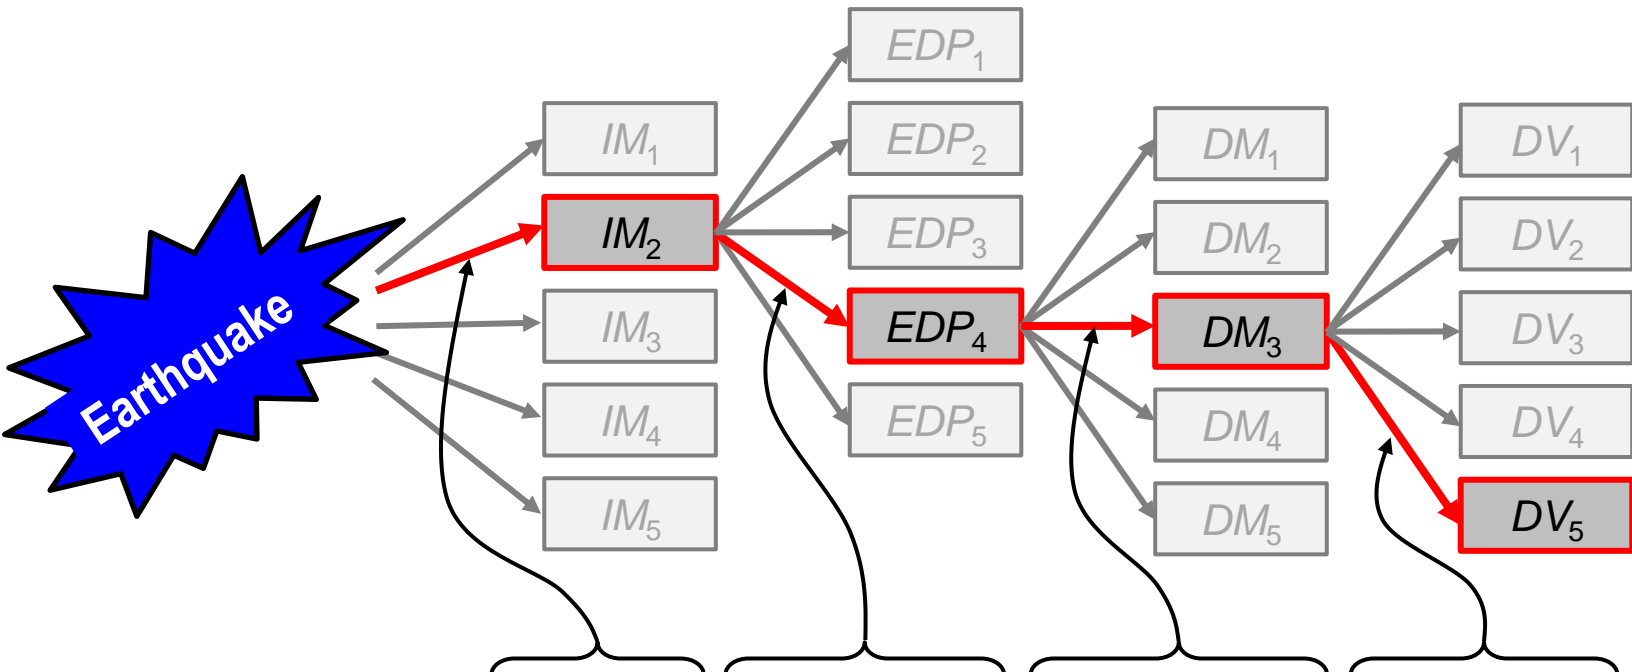 Earthquake
IM1
IM2
IM3
IM4
IM5
EDP1
EDP2
EDP3
EDP4
EDP5
DM1
DM2
DM3
DM4
DM5
DV1
DV2
DV3
DV4
DV5